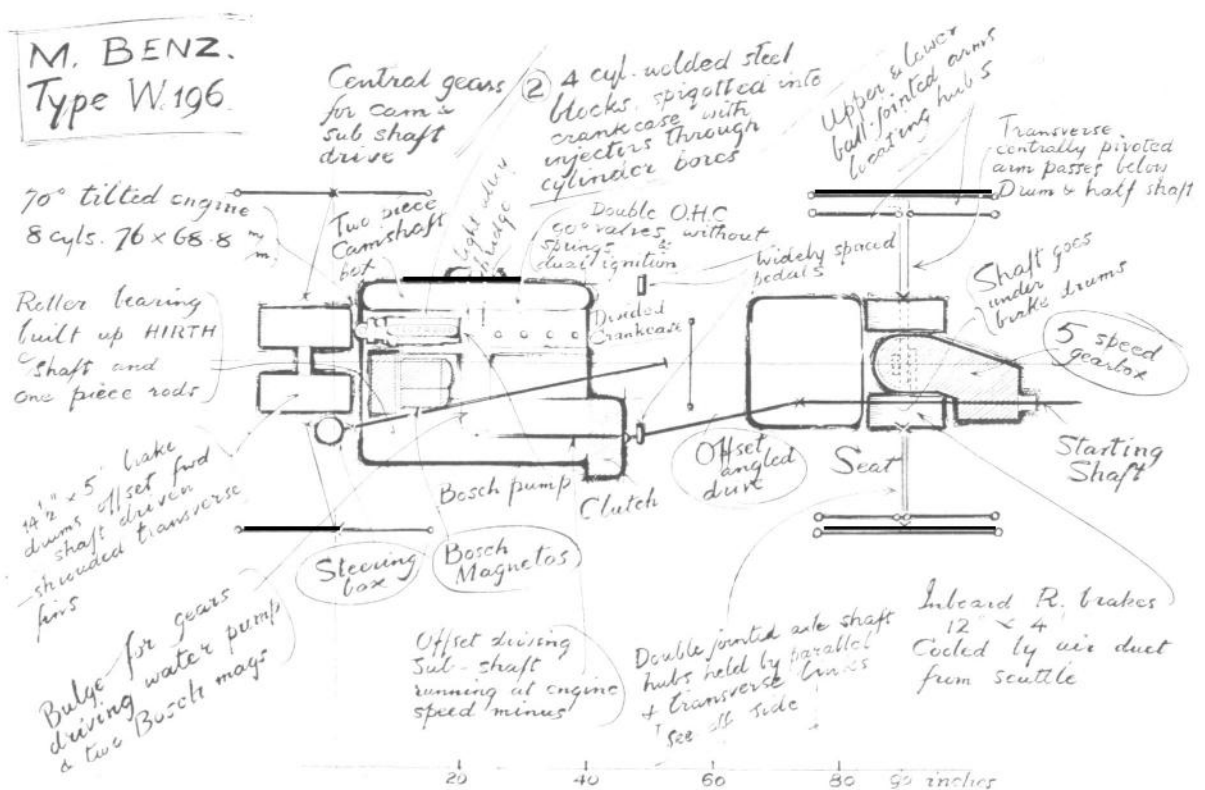 M. BENZ.
Type W.196.
Central gears
for cam &
sub shaft
drive
② 4 cyl. welded steel
blocks, spigotted into
crankcase with
injectors through
cylinder bores
Upper & lower
ball-jointed arms
locating hubs
Transverse
centrally pivoted
arm passes below
Drum & half shaft
70° tilted engine
8 cyls. 76 x 68.8 m/m.
Two piece
Camshaft
box
light alloy
bridge
Double O.H.C
90° valves, without
springs &
dual ignition
widely spaced
pedals
Shaft goes
under
brake drums
Roller bearing
built up HIRTH
shaft and
one piece rods
Divided
Crankcase
5 speed
gearbox
14½" x 5" brake
drums offset fwd
shaft driven
shrouded transverse
fins
Bosch pump
Clutch
Offset
angled
drive
Seat
Starting
Shaft
Steering
box
Bosch
Magnetos
Bulge for gears
driving water pump
& two Bosch mags
Offset driving
Sub-shaft
running at engine
speed minus
Double jointed axle shaft
hubs held by parallel
+ transverse links
see off side
Inboard R. brakes
12" x 4"
Cooled by air duct
from scuttle
20 40 60 80 90 inches